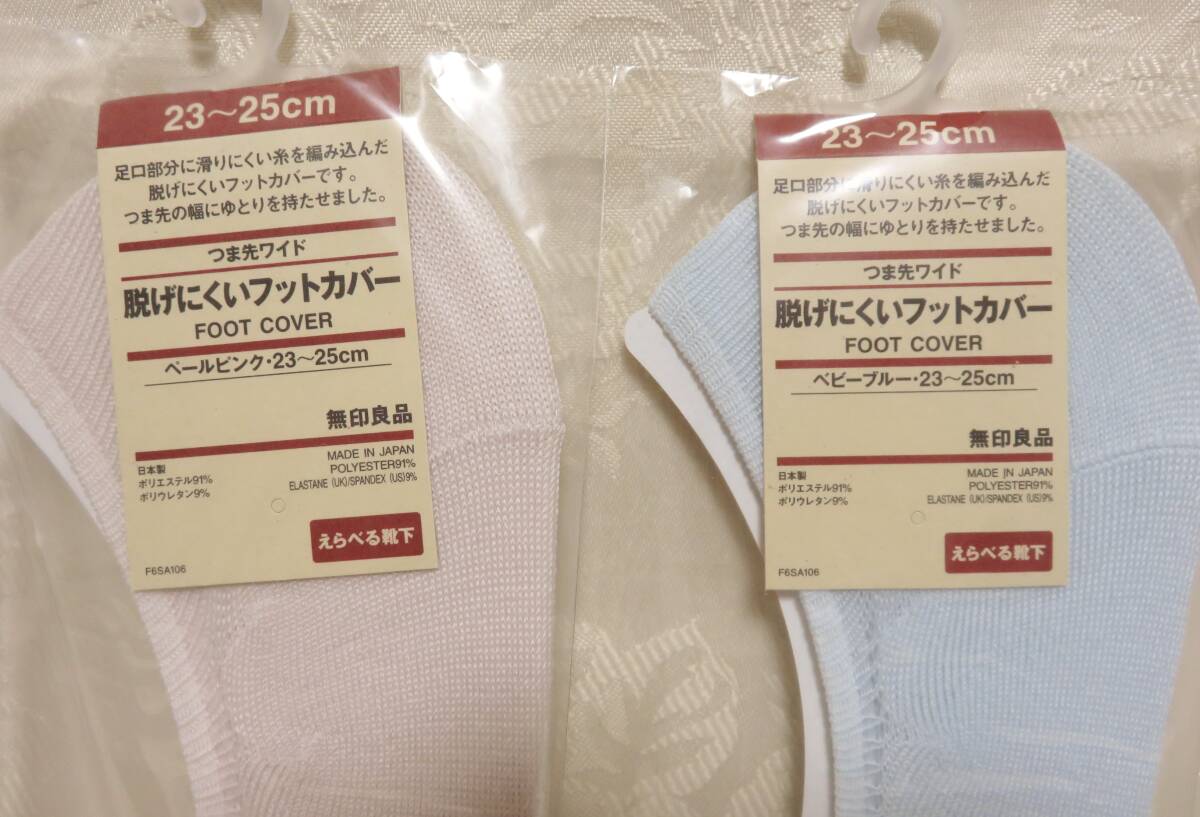 23～25cm
足口部分に滑りにくい糸を編み込んだ
脱げにくいフットカバーです。
つま先の幅にゆとりを持たせました。
つま先ワイド
脱げにくいフットカバー
FOOT COVER
ペールピンク・23～25cm
無印良品
日本製
ポリエステル91%
ポリウレタン9%
MADE IN JAPAN
POLYESTER91%
ELASTANE (UK)/SPANDEX (US)9%
えらべる靴下
F6SA106
23～25cm
足口部分に滑りにくい糸を編み込んだ
脱げにくいフットカバーです。
つま先の幅にゆとりを持たせました。
つま先ワイド
脱げにくいフットカバー
FOOT COVER
ベビーブルー・23～25cm
無印良品
日本製
ポリエステル91%
ポリウレタン9%
MADE IN JAPAN
POLYESTER91%
ELASTANE (UK)/SPANDEX (US)9%
えらべる靴下
F6SA106